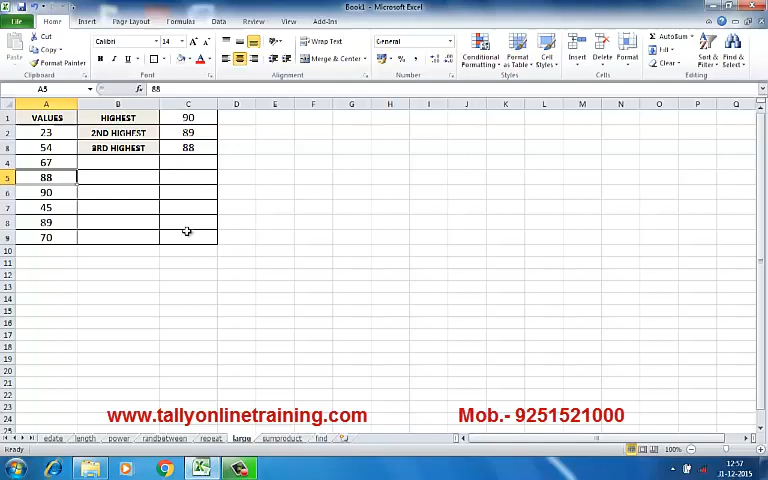 Book1 - Microsoft Excel
File Home Insert Page Layout Formulas Data Review View Add-Ins
Cut
Copy
Format Painter
Paste
Calibri 14
Wrap Text
Merge & Center
General
Conditional Formatting
Format as Table
Cell Styles
Insert Delete Format
AutoSum
Fill
Clear
Sort & Filter
Find & Select
Clipboard Font Alignment Number Styles Cells Editing
A5 fx 88
A B C D E F G H I J K L M N O P Q
1 VALUES HIGHEST 90
2 23 2ND HIGHEST 89
3 54 3RD HIGHEST 88
4 67
5 88
6 90
7 45
8 89
9 70
10
11
12
13
14
15
16
17
18
19
20
21
22
23
24
25
www.tallyonlinetraining.com Mob.- 9251521000
edate length power randbetween repeat large sumproduct find
Ready 100%
12:57
31-12-2015